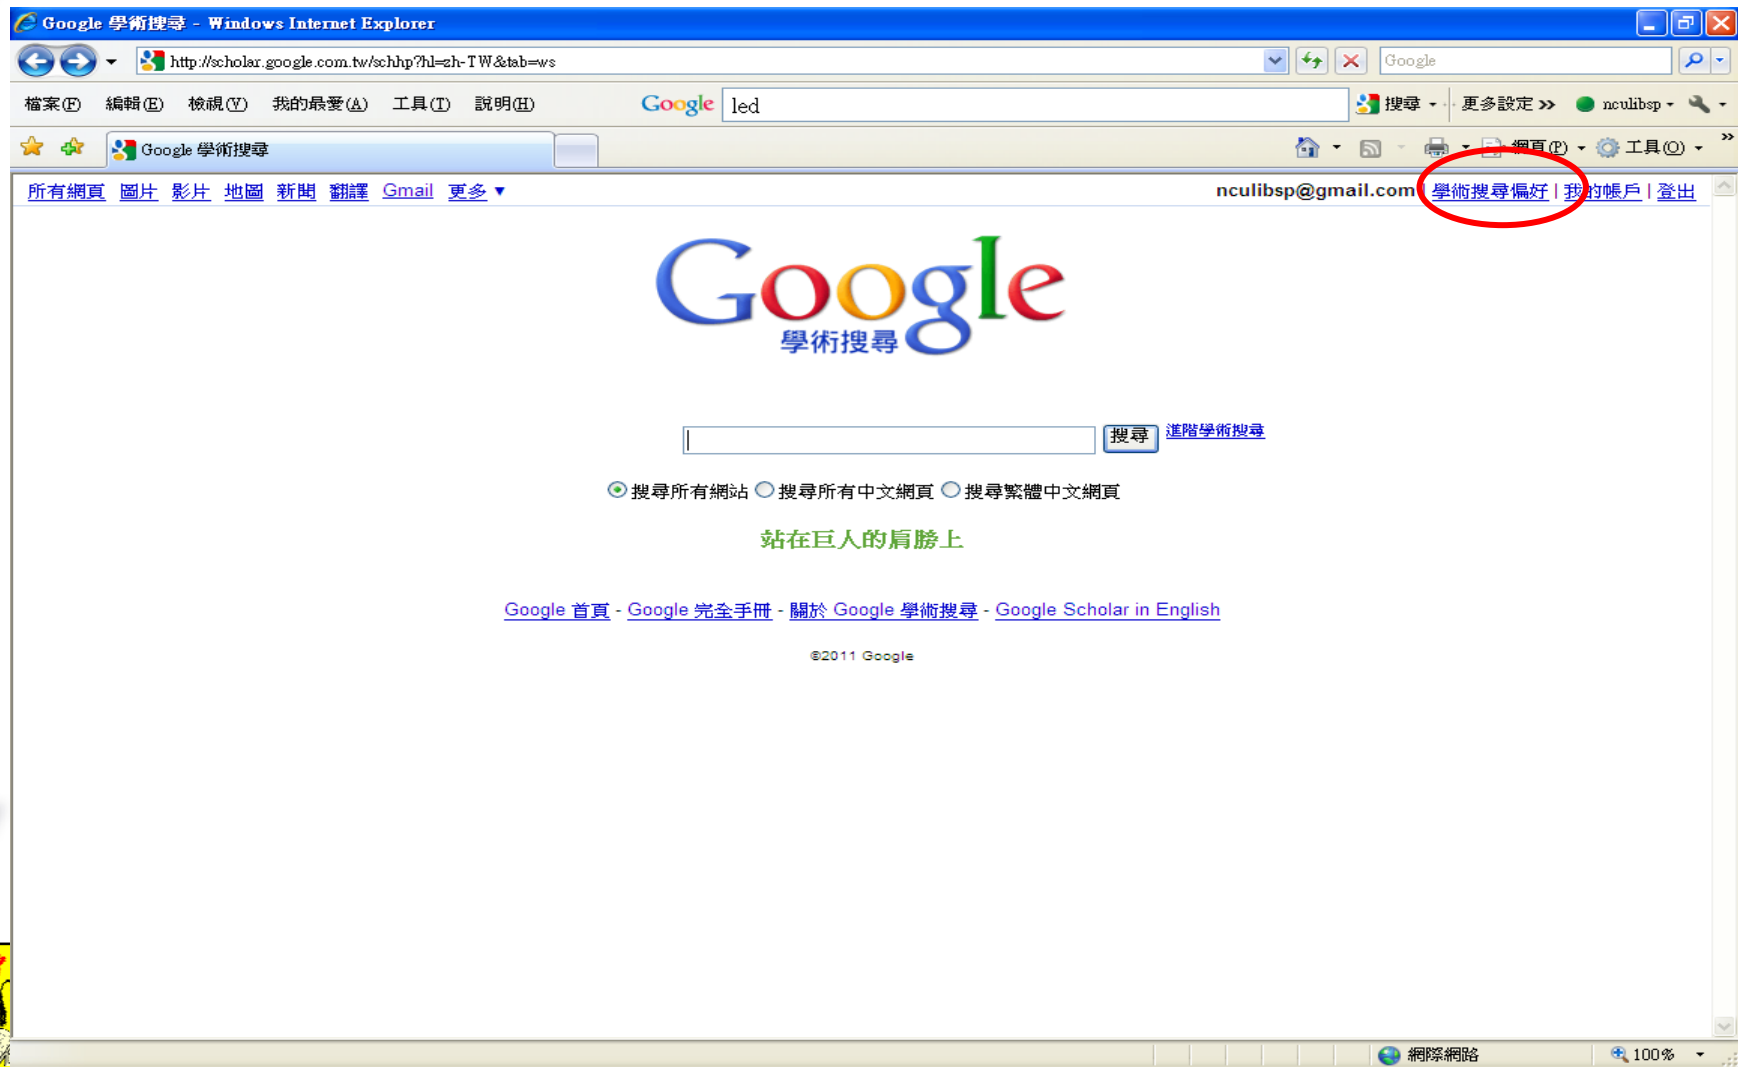 Google 學術搜尋 - Windows Internet Explorer
http://scholar.google.com.tw/schhp?hl=zh-TW&tab=ws
Google
檔案(F) 編輯(E) 檢視(V) 我的最愛(A) 工具(T) 說明(H) Google led 搜尋 更多設定 >> nculibsp
Google 學術搜尋 網頁(P) 工具(O) >>
所有網頁 圖片 影片 地圖 新聞 翻譯 Gmail 更多 ▼ nculibsp@gmail.com | 學術搜尋偏好 | 我的帳戶 | 登出
Google
學術搜尋
搜尋 進階學術搜尋
搜尋所有網站 搜尋所有中文網頁 搜尋繁體中文網頁
站在巨人的肩膀上
Google 首頁 - Google 完全手冊 - 關於 Google 學術搜尋 - Google Scholar in English
©2011 Google
網際網路 100%